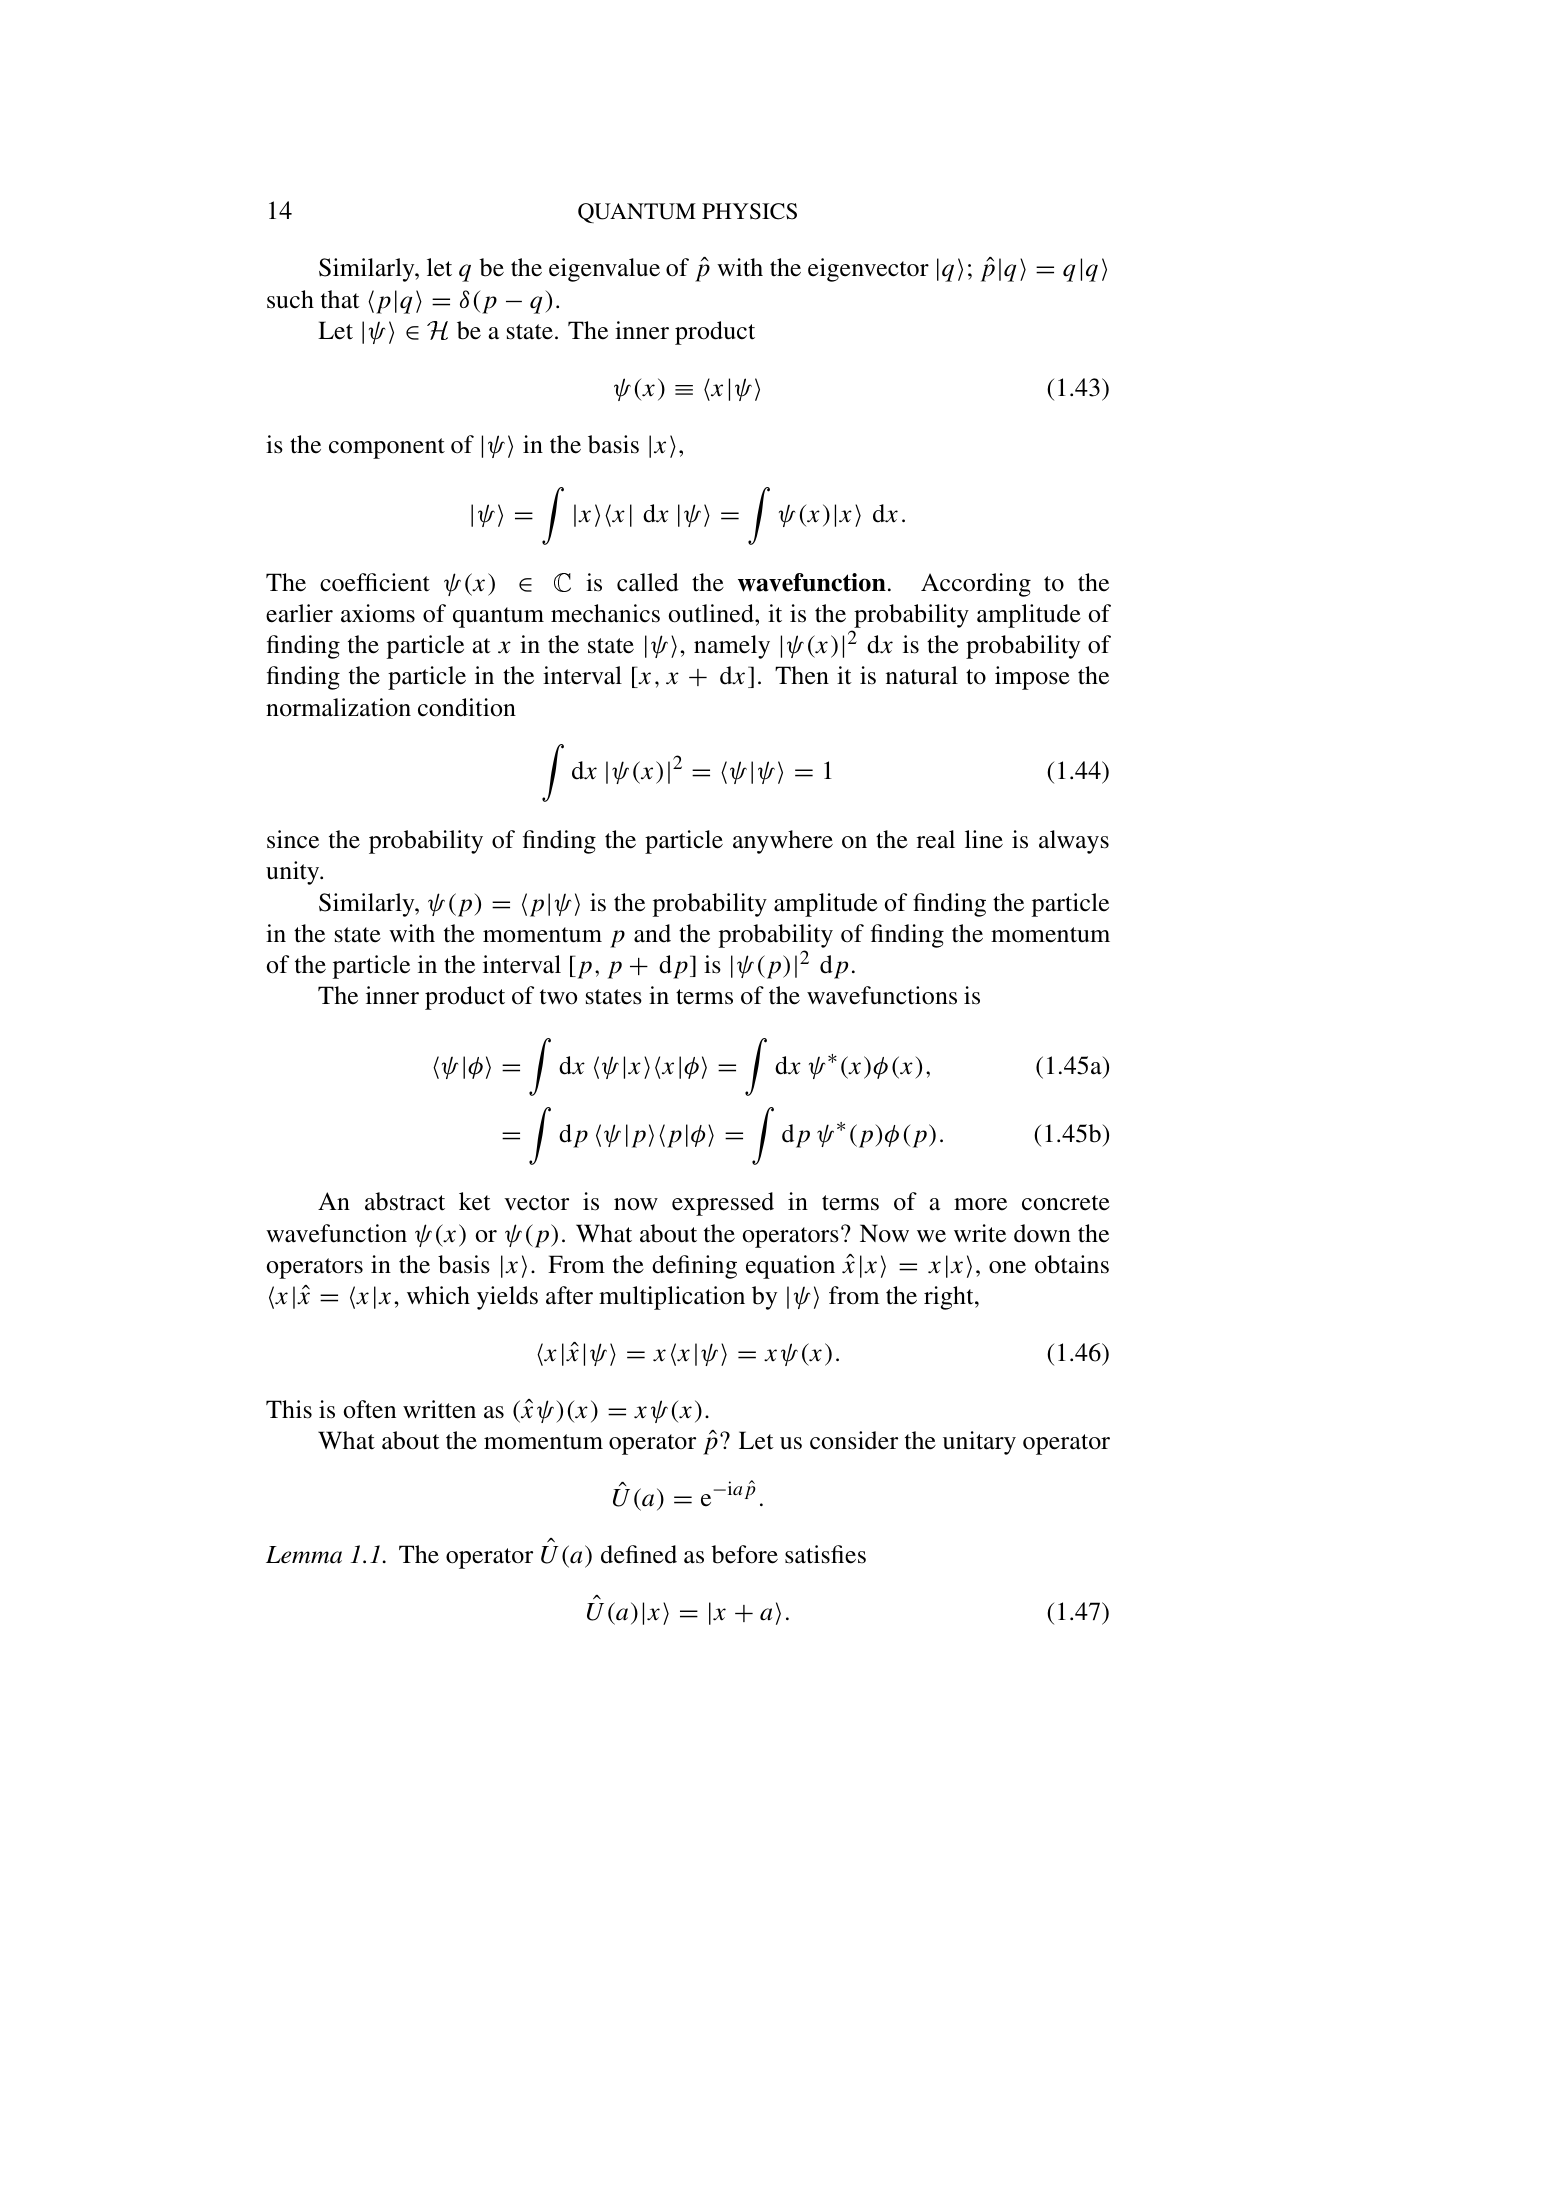 14 QUANTUM PHYSICS
Similarly, let q be the eigenvalue of p̂ with the eigenvector |q⟩; p̂|q⟩ = q|q⟩
such that ⟨p|q⟩ = δ(p − q).
Let |ψ⟩ ∈ ℋ be a state. The inner product
ψ(x) ≡ ⟨x|ψ⟩ (1.43)
is the component of |ψ⟩ in the basis |x⟩,
|ψ⟩ = ∫ |x⟩⟨x| dx |ψ⟩ = ∫ ψ(x)|x⟩ dx.
The coefficient ψ(x) ∈ ℂ is called the wavefunction. According to the
earlier axioms of quantum mechanics outlined, it is the probability amplitude of
finding the particle at x in the state |ψ⟩, namely |ψ(x)|² dx is the probability of
finding the particle in the interval [x, x + dx]. Then it is natural to impose the
normalization condition
∫ dx |ψ(x)|² = ⟨ψ|ψ⟩ = 1 (1.44)
since the probability of finding the particle anywhere on the real line is always
unity.
Similarly, ψ(p) = ⟨p|ψ⟩ is the probability amplitude of finding the particle
in the state with the momentum p and the probability of finding the momentum
of the particle in the interval [p, p + dp] is |ψ(p)|² dp.
The inner product of two states in terms of the wavefunctions is
⟨ψ|ϕ⟩ = ∫ dx ⟨ψ|x⟩⟨x|ϕ⟩ = ∫ dx ψ*(x)ϕ(x), (1.45a)
= ∫ dp ⟨ψ|p⟩⟨p|ϕ⟩ = ∫ dp ψ*(p)ϕ(p). (1.45b)
An abstract ket vector is now expressed in terms of a more concrete
wavefunction ψ(x) or ψ(p). What about the operators? Now we write down the
operators in the basis |x⟩. From the defining equation x̂|x⟩ = x|x⟩, one obtains
⟨x|x̂ = ⟨x|x, which yields after multiplication by |ψ⟩ from the right,
⟨x|x̂|ψ⟩ = x⟨x|ψ⟩ = xψ(x). (1.46)
This is often written as (x̂ψ)(x) = xψ(x).
What about the momentum operator p̂? Let us consider the unitary operator
Û(a) = e^{−iap̂}.
Lemma 1.1. The operator Û(a) defined as before satisfies
Û(a)|x⟩ = |x + a⟩. (1.47)